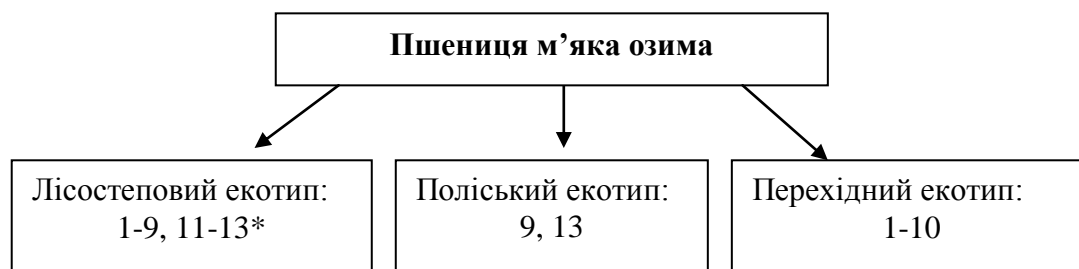 Пшениця м’яка озима
Лісостеповий екотип:
1-9, 11-13*
Поліський екотип:
9, 13
Перехідний екотип:
1-10